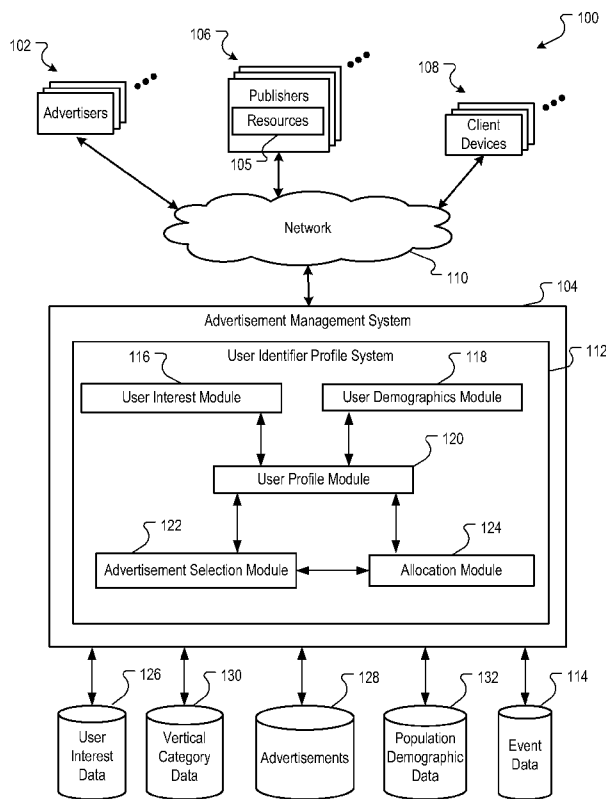 100
102
106
108
Advertisers
Publishers
Resources
105
Client
Devices
Network
110
104
Advertisement Management System
112
User Identifier Profile System
116
118
User Interest Module
User Demographics Module
120
User Profile Module
122
124
Advertisement Selection Module
Allocation Module
126
130
128
132
114
User
Interest
Data
Vertical
Category
Data
Advertisements
Population
Demographic
Data
Event
Data